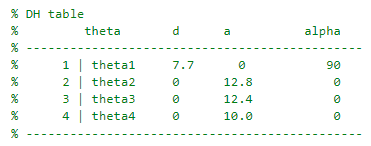 % DH table
% theta d a alpha
% ---------------------------------------------
% 1 | theta1 7.7 0 90
% 2 | theta2 0 12.8 0
% 3 | theta3 0 12.4 0
% 4 | theta4 0 10.0 0
% ---------------------------------------------